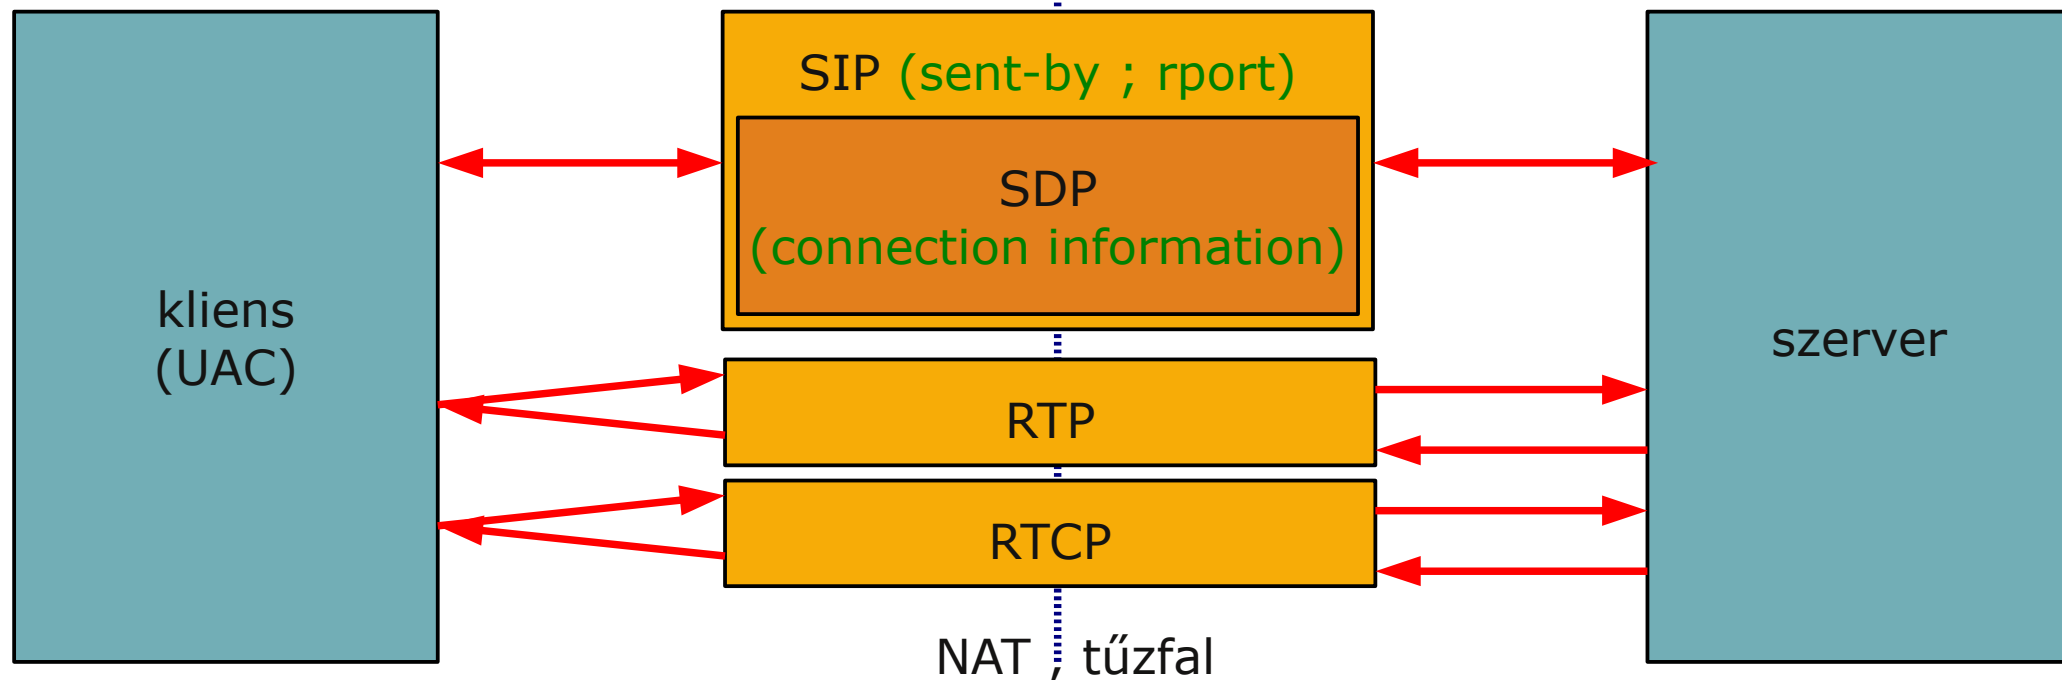 SIP (sent-by ; rport)
SDP
(connection information)
kliens
(UAC)
szerver
RTP
RTCP
NAT ; tűzfal